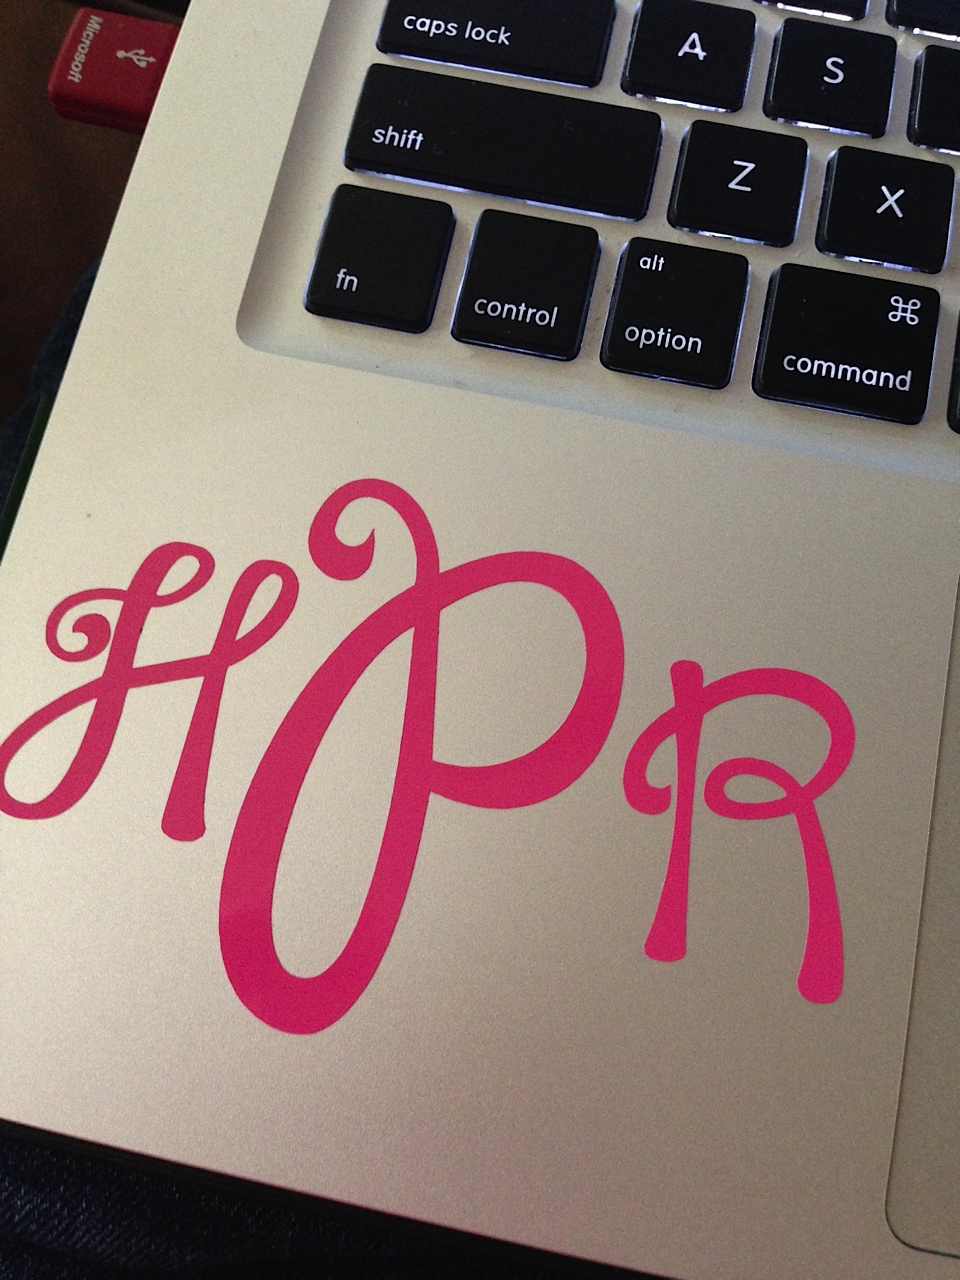 Microsoft
caps lock
A
S
shift
Z
X
fn
control
alt
option
⌘
command
HPR